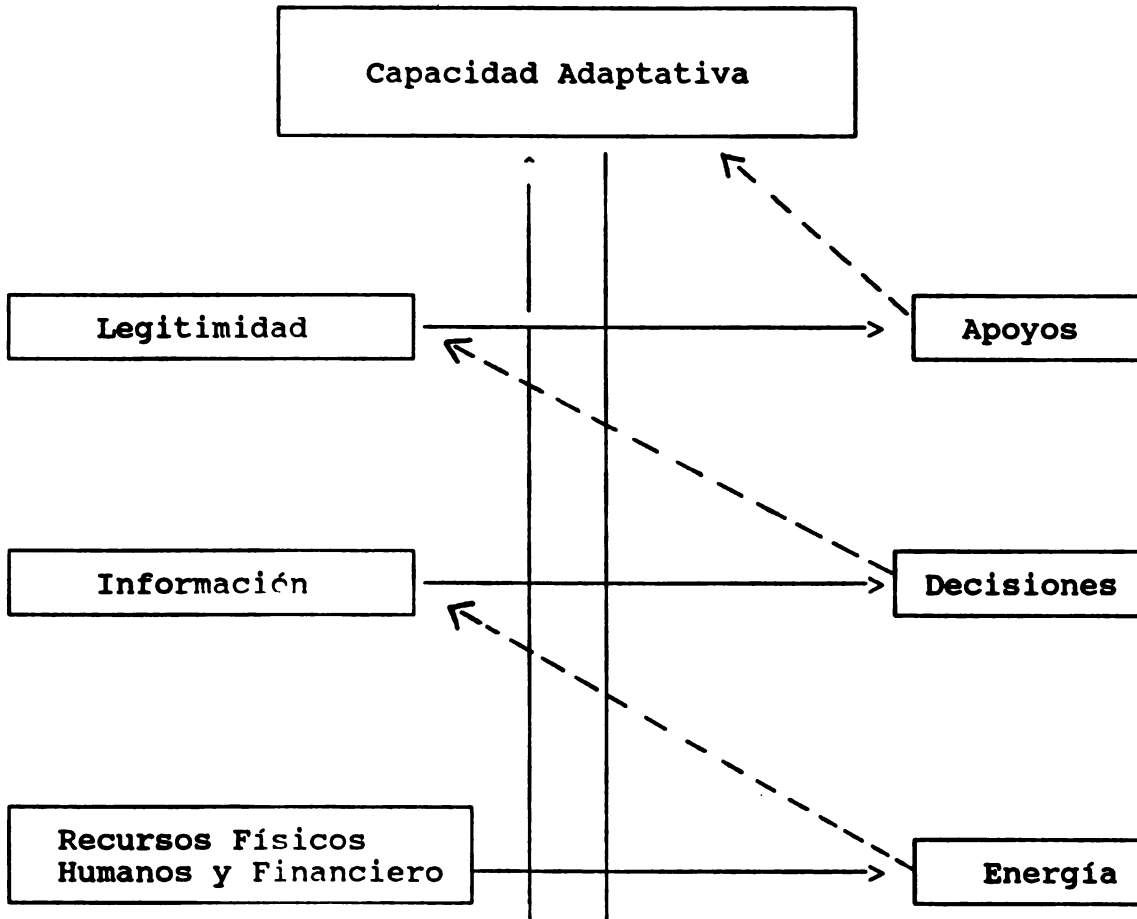 Capacidad Adaptativa
Legitimidad
Apoyos
Información
Decisiones
Recursos Físicos
Humanos y Financiero
Energía